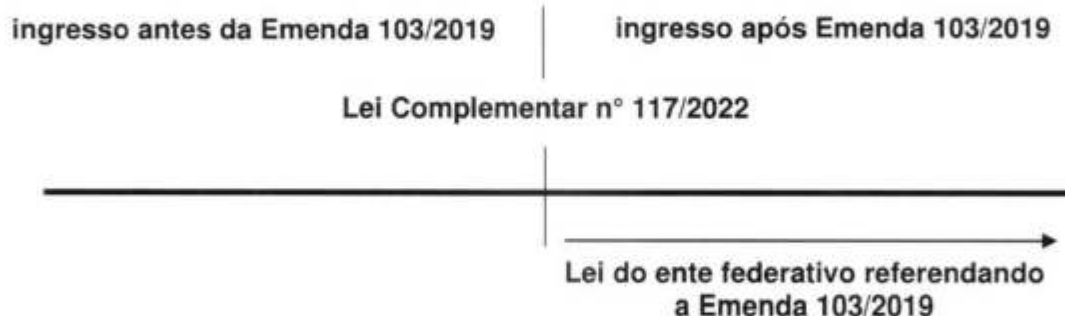 ingresso antes da Emenda 103/2019
ingresso após Emenda 103/2019
Lei Complementar n° 117/2022
Lei do ente federativo referendando
a Emenda 103/2019